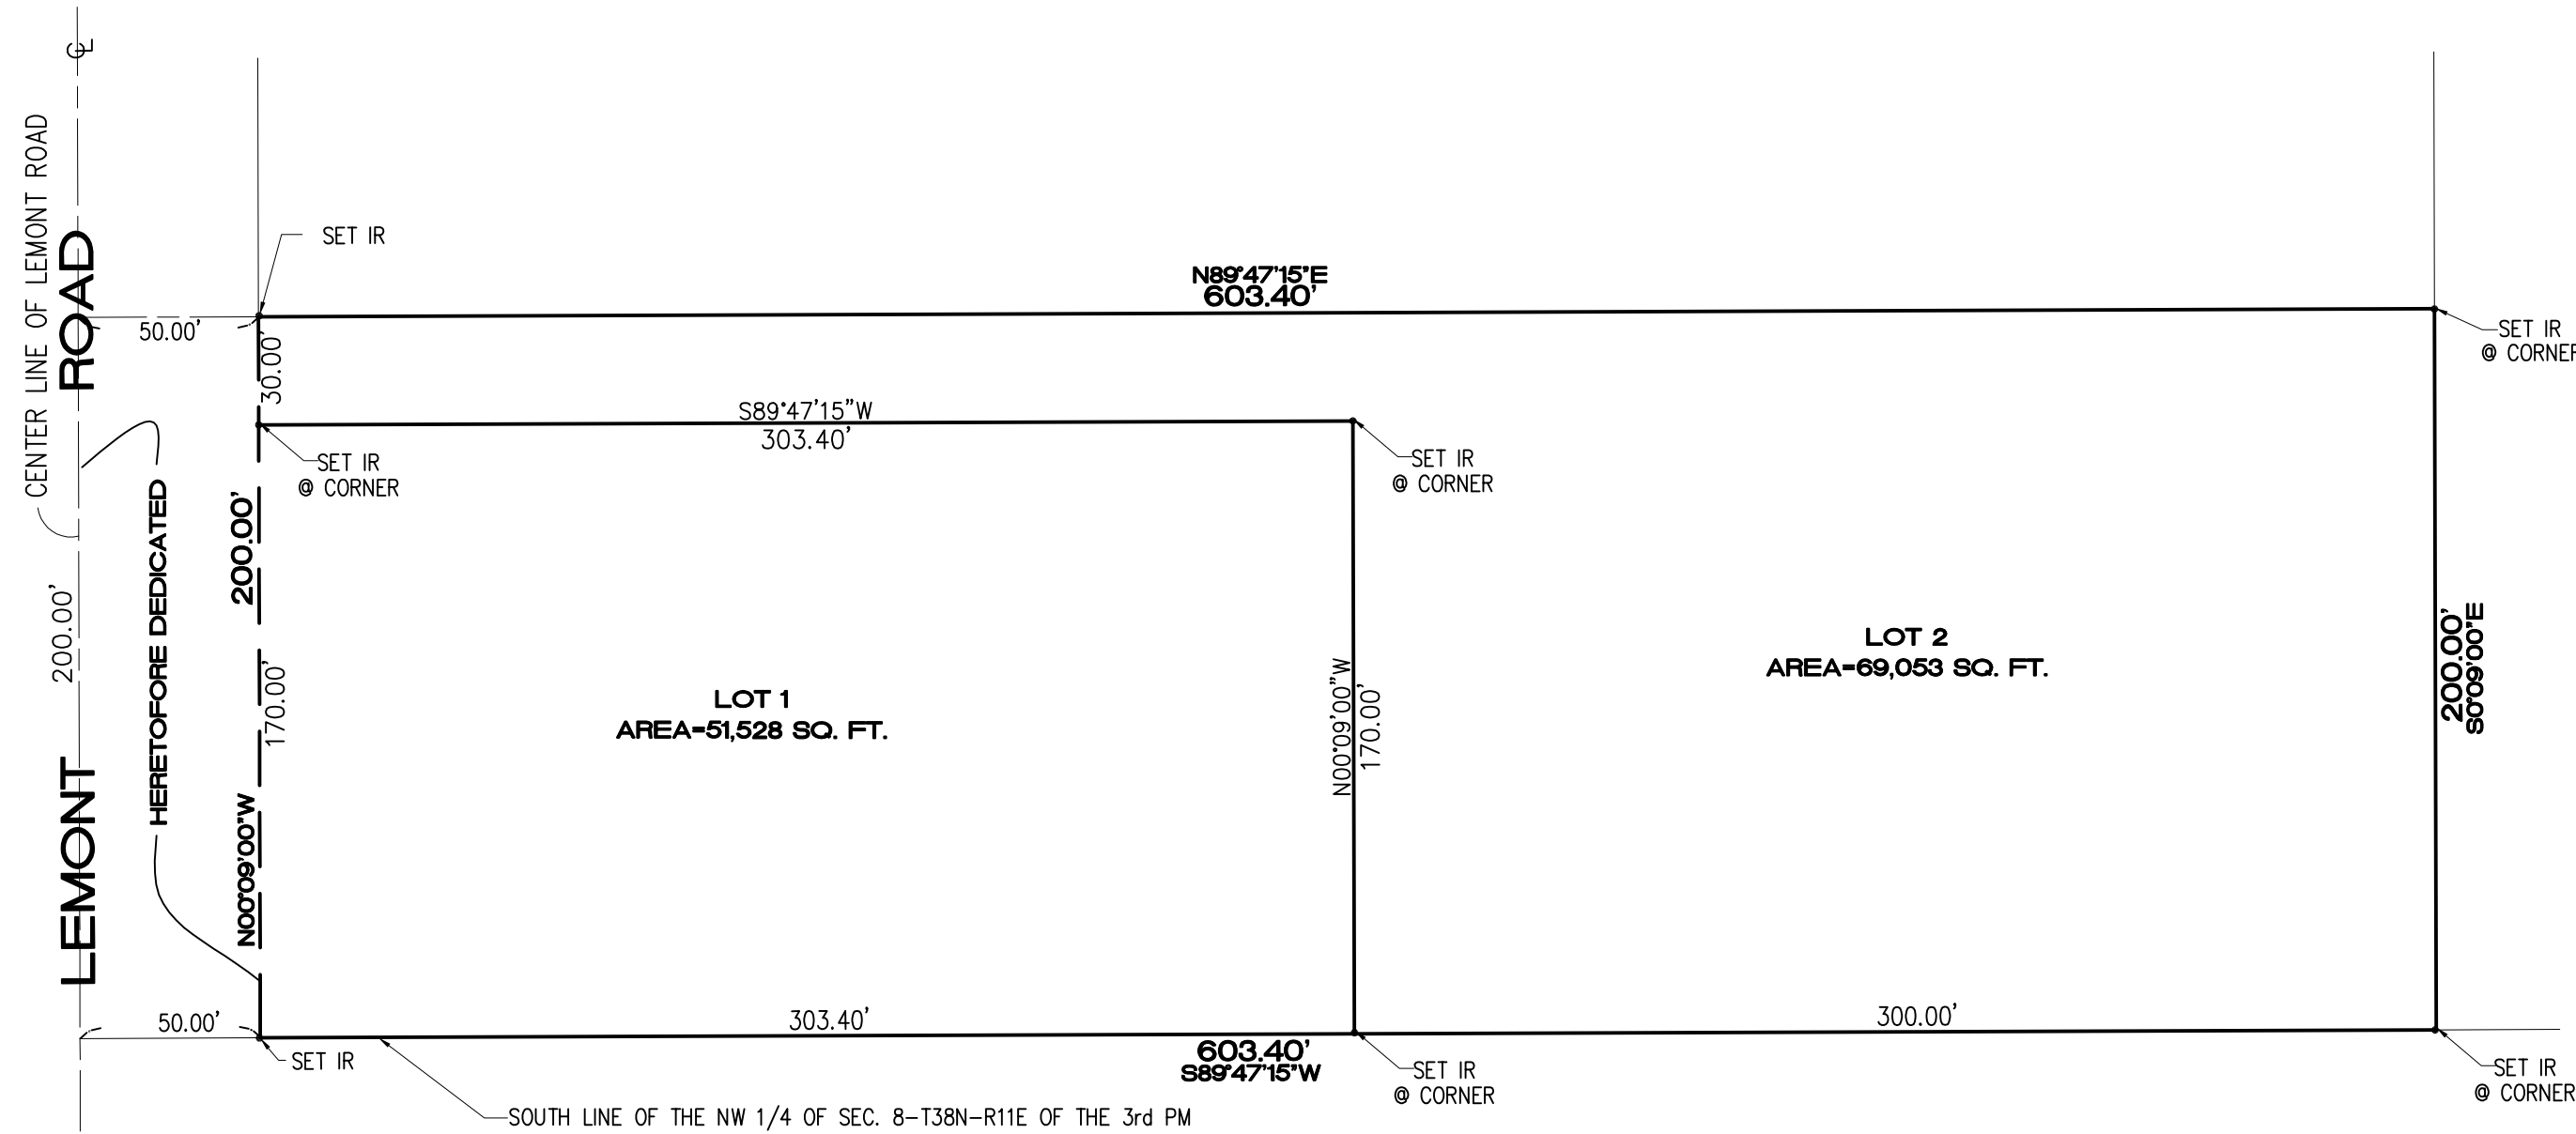 ℄
CENTER LINE OF LEMONT ROAD
LEMONT ROAD
SET IR
N89°47'15"E
603.40'
50.00'
30.00'
SET IR
@ CORNER
S89°47'15"W
303.40'
SET IR
@ CORNER
SET IR
@ CORNER
HERETOFORE DEDICATED
200.00'
200.00'
170.00'
N00°09'00"W
LOT 1
AREA=51,528 SQ. FT.
N00°09'00"W
170.00'
LOT 2
AREA=69,053 SQ. FT.
200.00'
S0°09'00"E
50.00'
303.40'
300.00'
603.40'
S89°47'15"W
SET IR
SET IR
@ CORNER
SET IR
@ CORNER
SOUTH LINE OF THE NW 1/4 OF SEC. 8-T38N-R11E OF THE 3rd PM